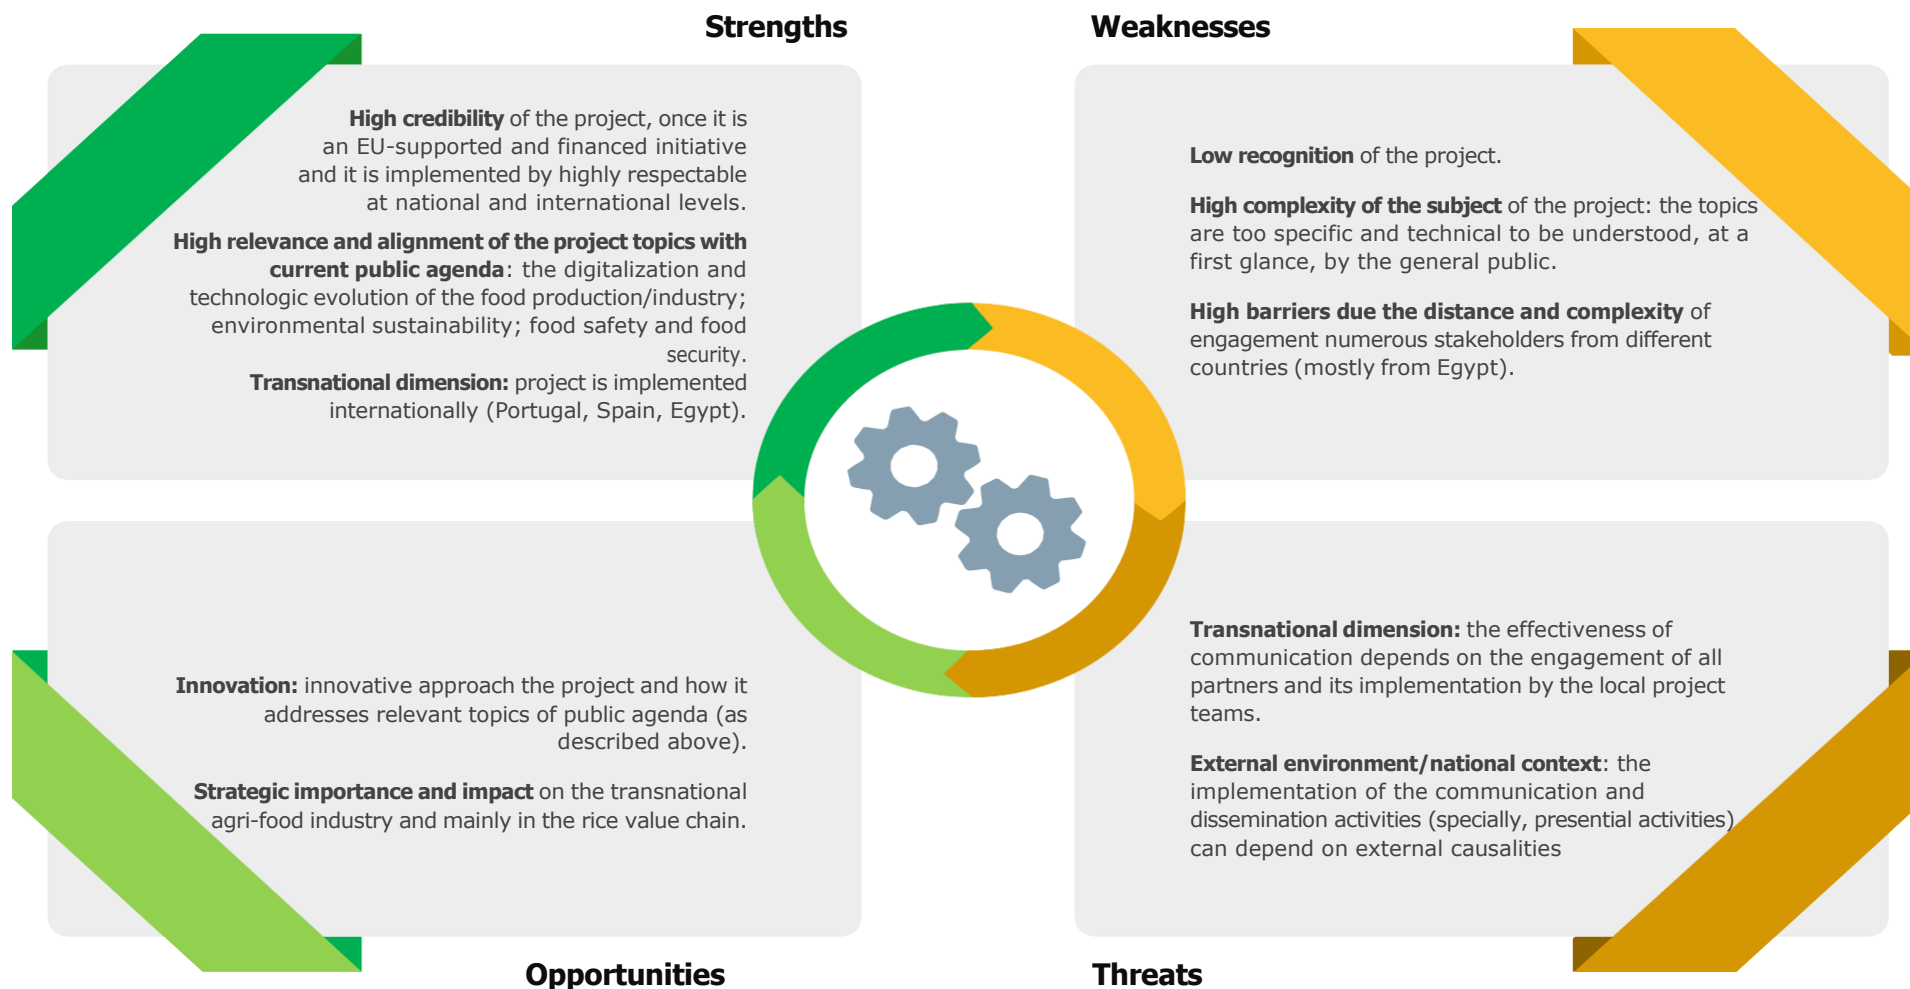 Strengths
High credibility of the project, once it is
an EU-supported and financed initiative
and it is implemented by highly respectable
at national and international levels.
High relevance and alignment of the project topics with
current public agenda: the digitalization and
technologic evolution of the food production/industry;
environmental sustainability; food safety and food
security.
Transnational dimension: project is implemented
internationally (Portugal, Spain, Egypt).
Weaknesses
Low recognition of the project.
High complexity of the subject of the project: the topics
are too specific and technical to be understood, at a
first glance, by the general public.
High barriers due the distance and complexity of
engagement numerous stakeholders from different
countries (mostly from Egypt).
Innovation: innovative approach the project and how it
addresses relevant topics of public agenda (as
described above).
Strategic importance and impact on the transnational
agri-food industry and mainly in the rice value chain.
Opportunities
Transnational dimension: the effectiveness of
communication depends on the engagement of all
partners and its implementation by the local project
teams.
External environment/national context: the
implementation of the communication and
dissemination activities (specially, presential activities)
can depend on external causalities
Threats